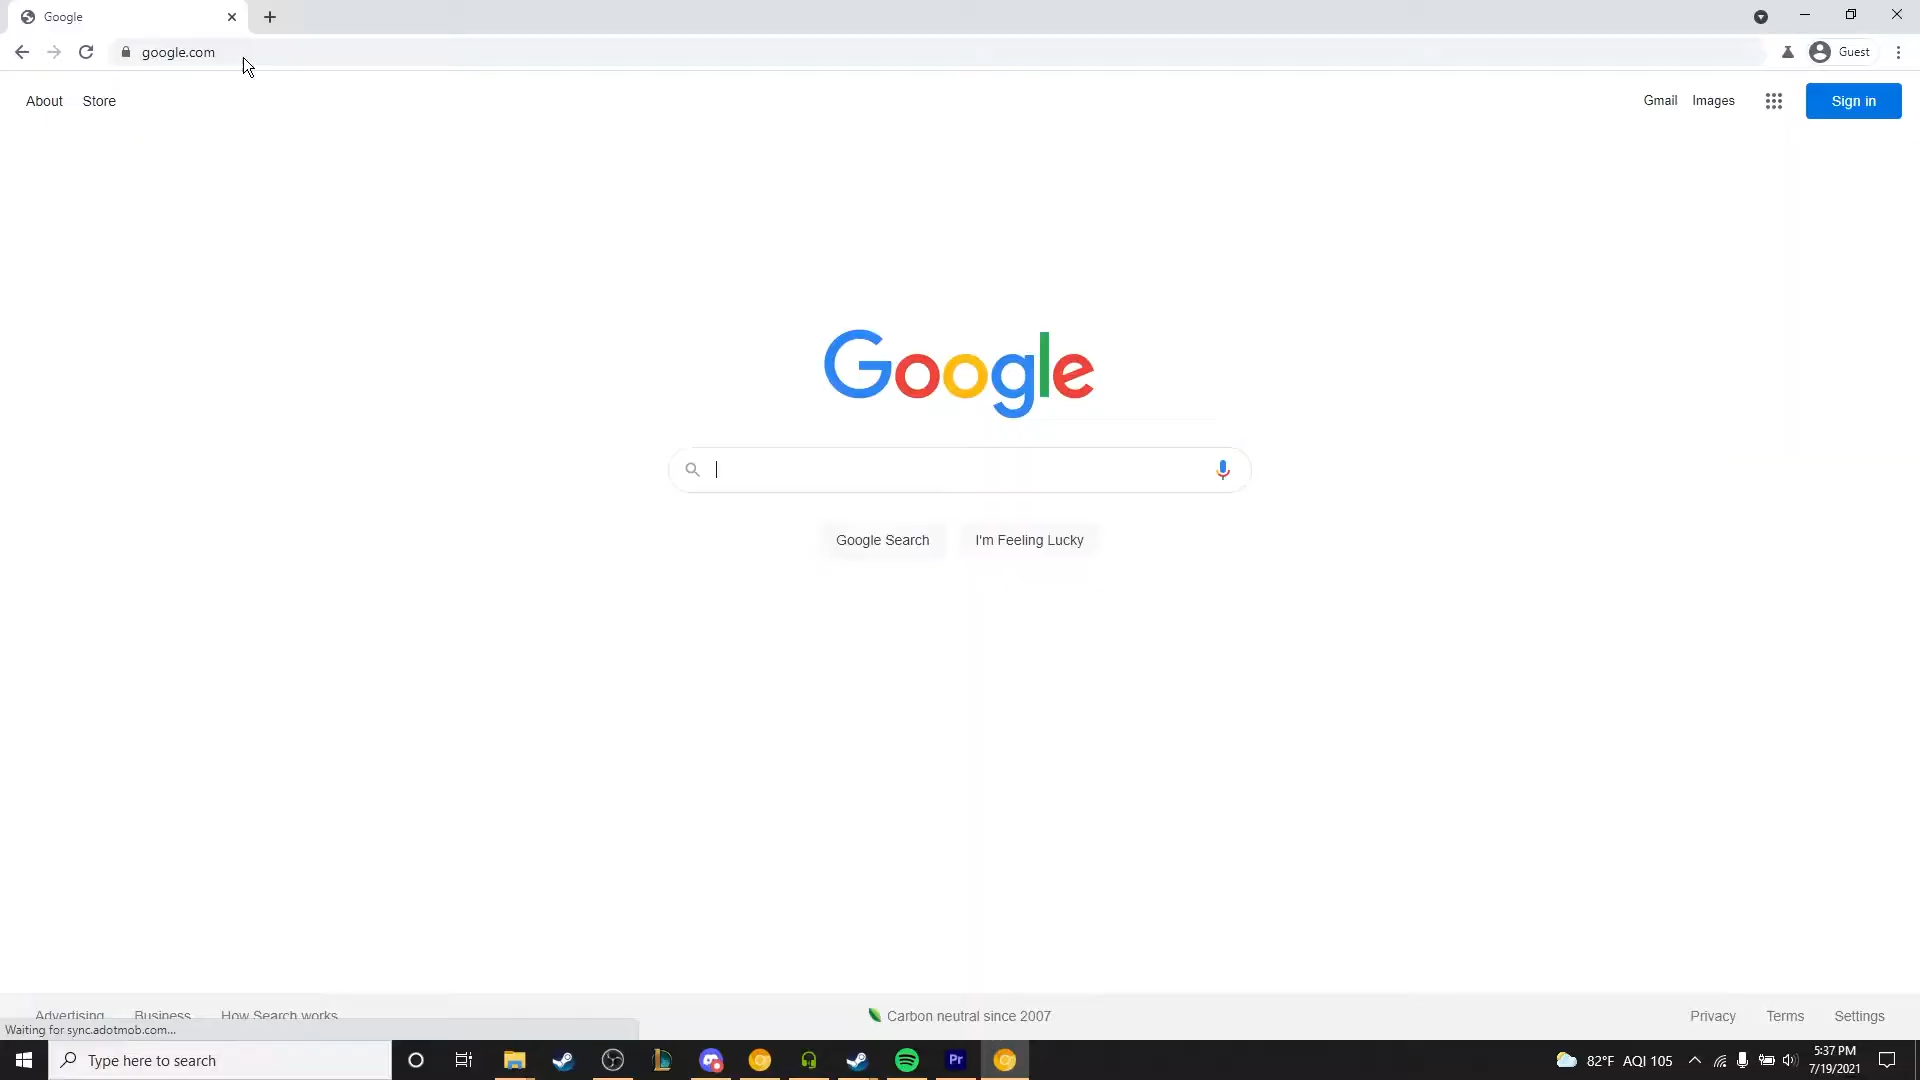 Google
google.com
Guest
About Store
Gmail Images
Sign in
Google
Google Search I'm Feeling Lucky
Advertising Business How Search works
Carbon neutral since 2007
Privacy Terms Settings
Waiting for sync.adotmob.com...
Type here to search
Pr
82°F AQI 105
5:37 PM
7/19/2021